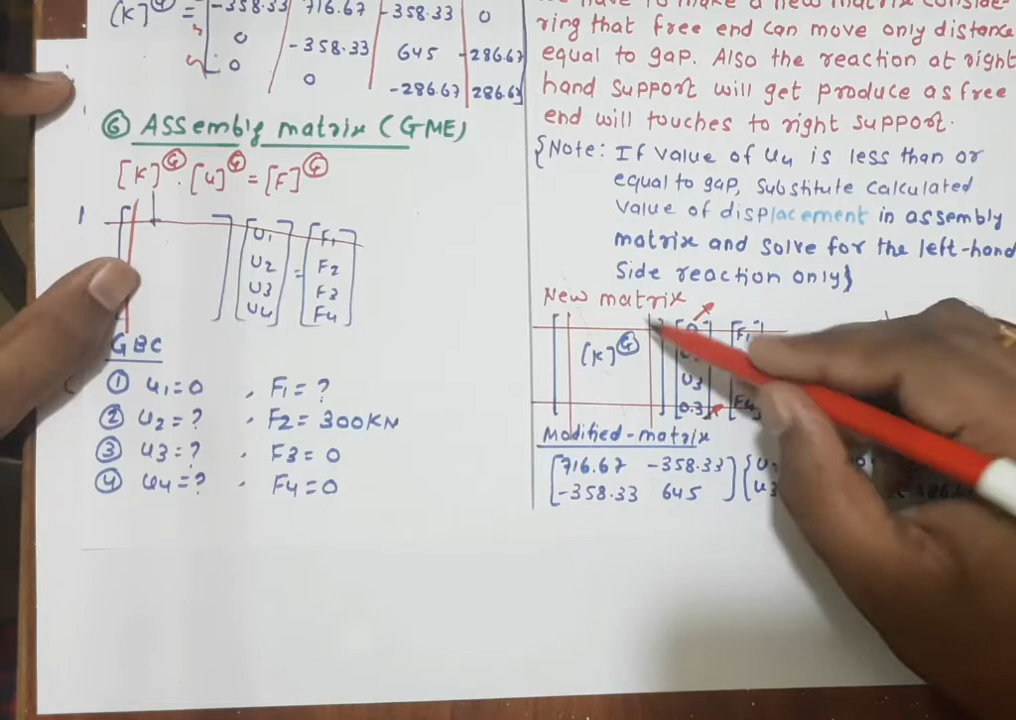 [K]ᴳ = -358.33 716.67 -358.33 0
0 -358.33 645 -286.67
0 0 -286.67 286.67
⑥ Assembly matrix (GME)
[K]ᴳ · [u]ᴳ = [F]ᴳ
1
U1 F1
U2 = F2
U3 F3
U4 F4
GBC
① u1 = 0 , F1 = ?
② u2 = ? , F2 = 300KN
③ u3 = ? , F3 = 0
④ u4 = ? , F4 = 0
ring that free end can move only distance
equal to gap. Also the reaction at right
hand support will get produce as free
end will touches to right support.
{Note: If value of u4 is less than or
equal to gap, substitute calculated
value of displacement in assembly
matrix and solve for the left-hand
side reaction only}
New matrix
[K]ᴳ 0 F1
U3
0.3 F4
Modified-matrix
716.67 -358.33
-358.33 645